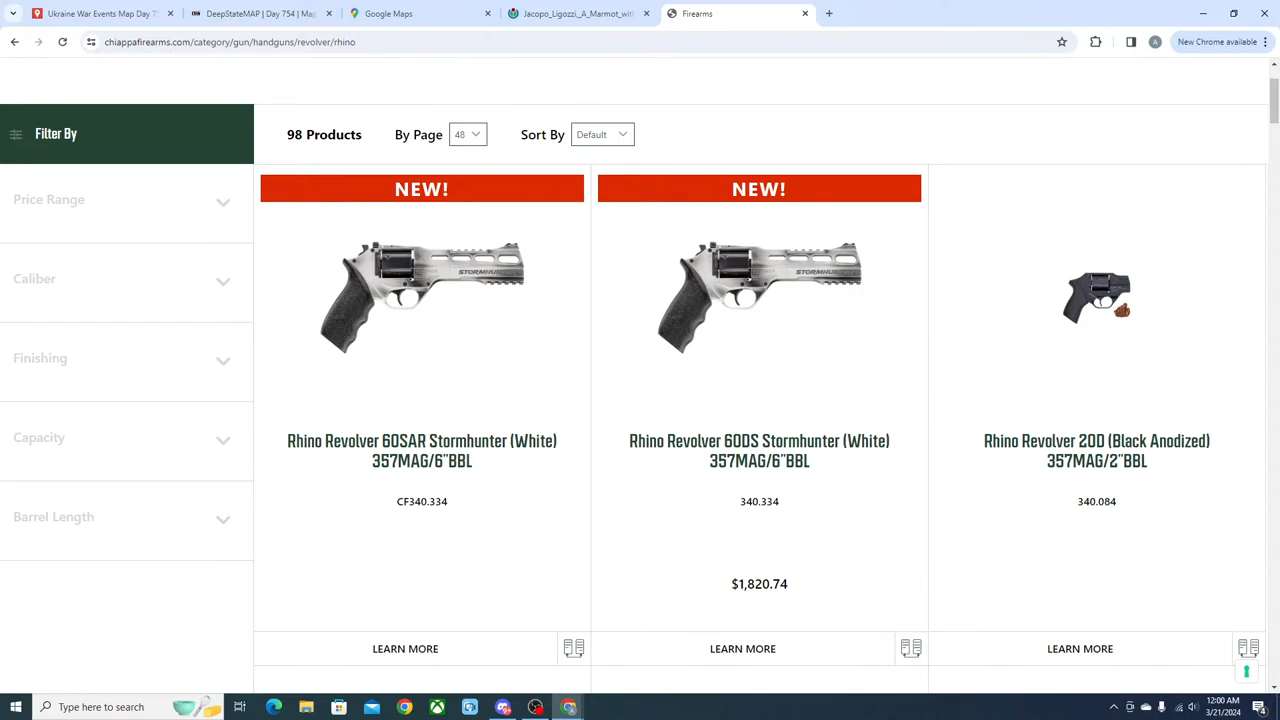 Ukraine War Events Map Day 7
DeepStateMAP | Day 754 | Map
Google Maps
Jacopo_Ligozzi_A_Marmot_with
Firearms
chiappafirearms.com/category/gun/handguns/revolver/rhino
New Chrome available
A
Filter By
98 Products
By Page
48
Sort By
Default
Price Range
Caliber
Finishing
Capacity
Barrel Length
NEW!
STORMHUNTER
Rhino Revolver 60SAR Stormhunter (White)
357MAG/6"BBL
CF340.334
LEARN MORE
NEW!
STORMHUNTER
Rhino Revolver 60DS Stormhunter (White)
357MAG/6"BBL
340.334
$1,820.74
LEARN MORE
Rhino Revolver 20D (Black Anodized)
357MAG/2"BBL
340.084
LEARN MORE
Type here to search
12:00 AM
3/21/2024
4